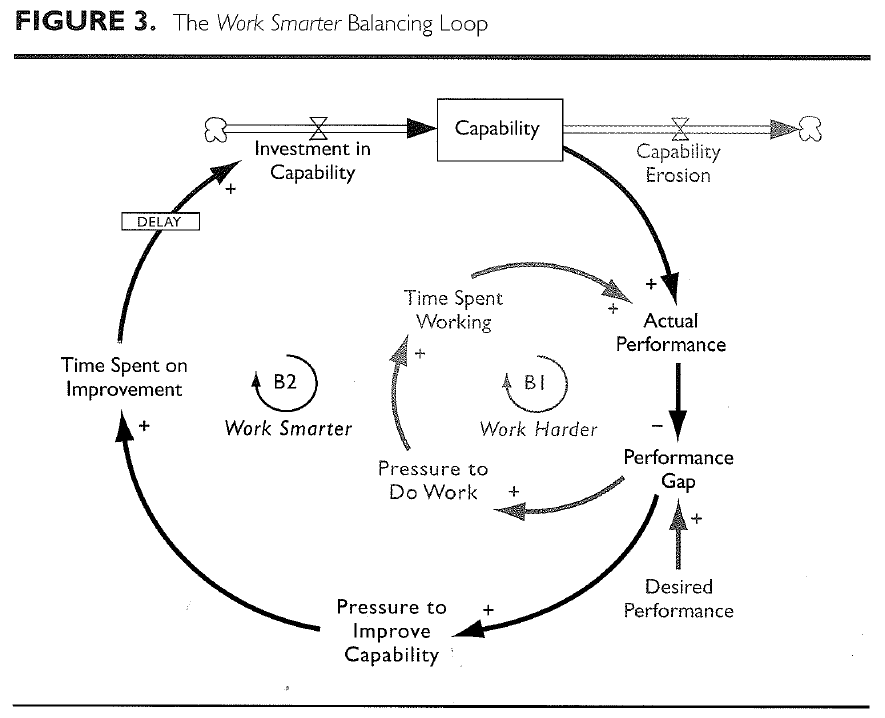 FIGURE 3. The Work Smarter Balancing Loop
Capability
Investment in
Capability
Capability
Erosion
+
DELAY
Time Spent
Working
+
+
Actual
Performance
+
Time Spent on
Improvement
B2
Work Smarter
B1
Work Harder
+
−
Performance
Gap
Pressure to
Do Work
+
+
Desired
Performance
Pressure to
Improve
Capability
+